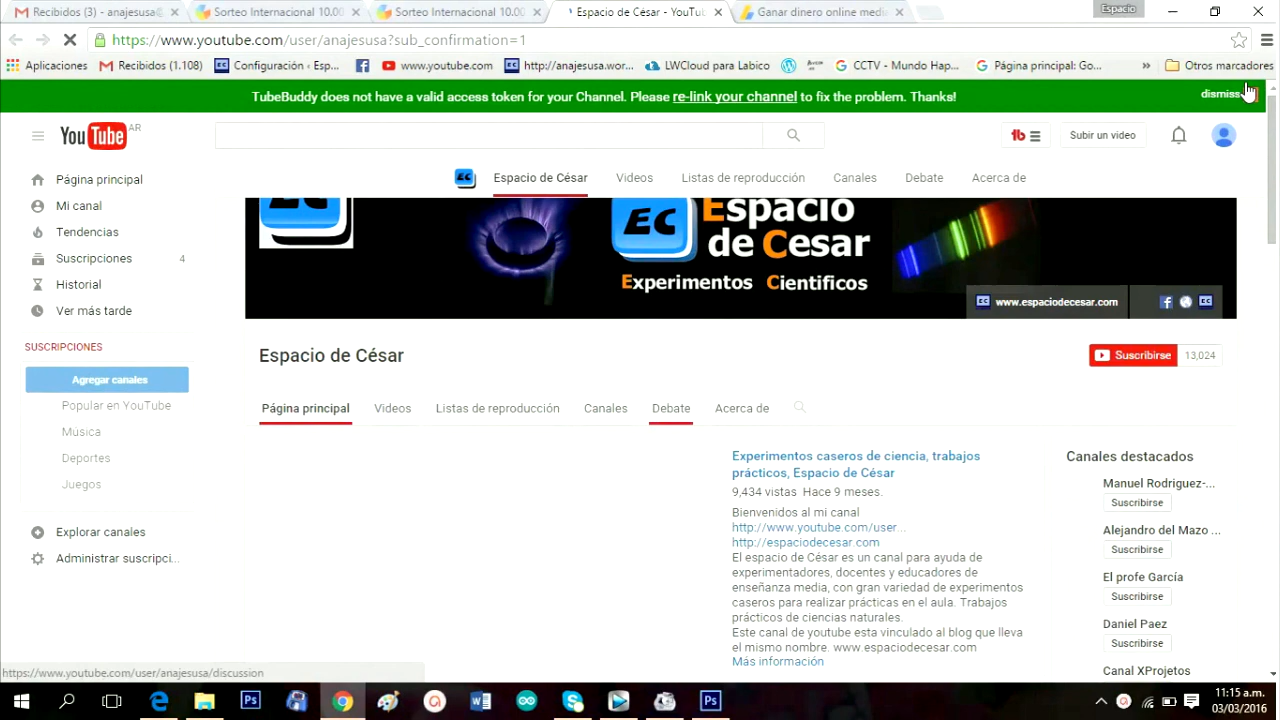 Recibidos (3) - anajesusa@
Sorteo Internacional 10.00
Sorteo Internacional 10.00
Espacio de César - YouTu
Ganar dinero online medi
Espacio
https://www.youtube.com/user/anajesusa?sub_confirmation=1
Aplicaciones
Recibidos (1.108)
Configuración ‹ Esp...
www.youtube.com
http://anajesusa.wor...
LWCloud para Labico
CCTV - Mundo Hap...
Página principal: Go...
»
Otros marcadores
TubeBuddy does not have a valid access token for your Channel. Please re-link your channel to fix the problem. Thanks!
dismiss
YouTube AR
tb
Subir un video
EC
Espacio de César
Videos
Listas de reproducción
Canales
Debate
Acerca de
Página principal
Mi canal
Tendencias
Suscripciones 4
Historial
Ver más tarde
SUSCRIPCIONES
Agregar canales
Popular en YouTube
Música
Deportes
Juegos
Explorar canales
Administrar suscripci...
EC
EC
Espacio
de Cesar
Experimentos Cientificos
EC www.espaciodecesar.com
EC
Espacio de César
Suscribirse 13,024
Página principal
Videos
Listas de reproducción
Canales
Debate
Acerca de
Experimentos caseros de ciencia, trabajos
prácticos, Espacio de César
9,434 vistas Hace 9 meses.
Bienvenidos al mi canal
http://www.youtube.com/user...
http://espaciodecesar.com
El espacio de César es un canal para ayuda de
experimentadores, docentes y educadores de
enseñanza media, con gran variedad de experimentos
caseros para realizar prácticas en el aula. Trabajos
prácticos de ciencias naturales.
Este canal de youtube esta vinculado al blog que lleva
el mismo nombre. www.espaciodecesar.com
Más información
Canales destacados
Manuel Rodriguez-...
Suscribirse
Alejandro del Mazo ...
Suscribirse
El profe García
Suscribirse
Daniel Paez
Suscribirse
Canal XProjetos
https://www.youtube.com/user/anajesusa/discussion
11:15 a.m.
03/03/2016